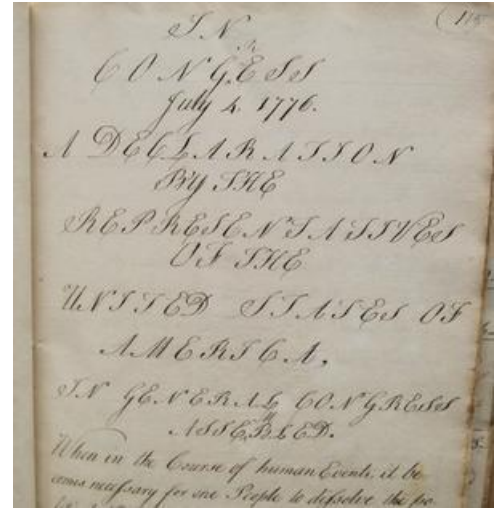 (115
IN
CONGRESS
July 4. 1776.
A DECLARATION
BY THE
REPRESENTATIVES
OF THE
UNITED STATES OF
AMERICA,
IN GENERAL CONGRESS
ASSEMBLED.
When in the Course of human Events, it be
comes necessary for one People to dissolve the po